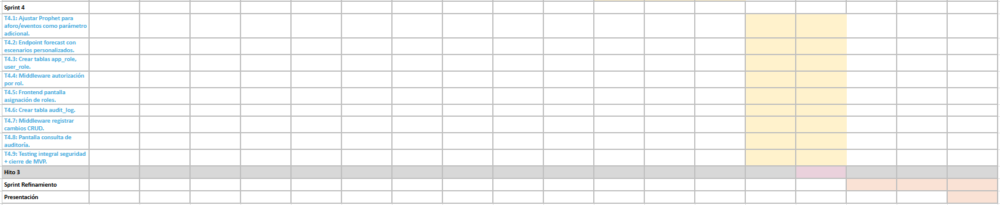 Sprint 4
T4.1: Ajustar Prophet para
aforo/eventos como parámetro
adicional.
T4.2: Endpoint forecast con
escenarios personalizados.
T4.3: Crear tablas app_role,
user_role.
T4.4: Middleware autorización
por rol.
T4.5: Frontend pantalla
asignación de roles.
T4.6: Crear tabla audit_log.
T4.7: Middleware registrar
cambios CRUD.
T4.8: Pantalla consulta de
auditoría.
T4.9: Testing integral seguridad
+ cierre de MVP.
Hito 3
Sprint Refinamiento
Presentación